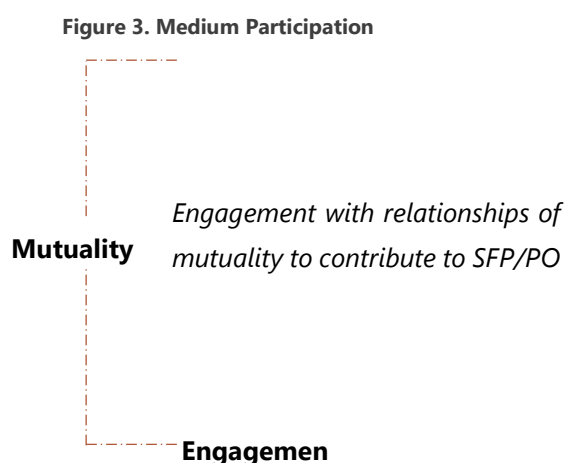 Figure 3. Medium Participation
Engagement with relationships of
Mutuality
mutuality to contribute to SFP/PO
Engagemen